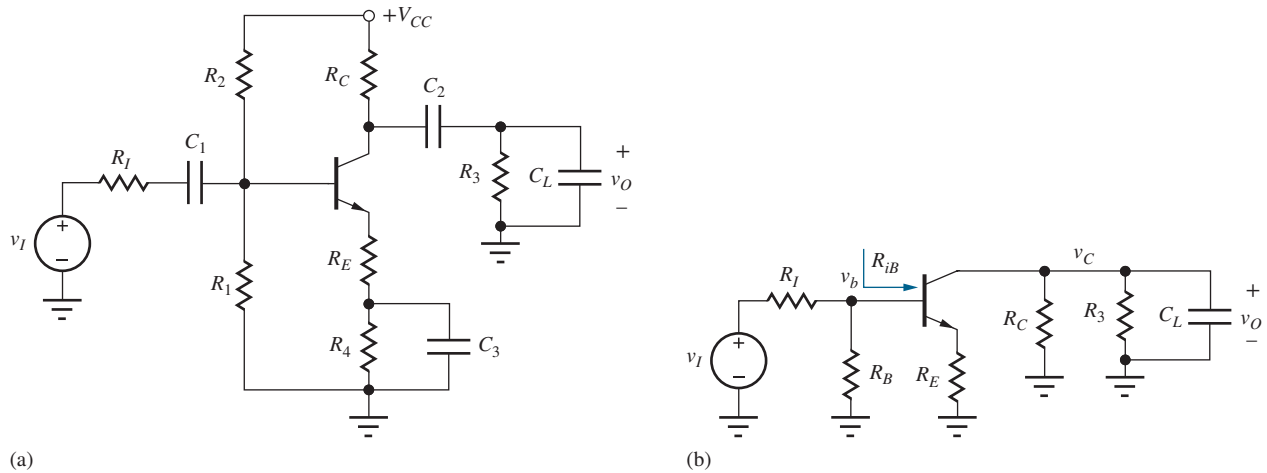 +V_CC
R_2
R_C
C_2
C_1
R_I
R_3
C_L
+
v_O
−
v_I
+
−
R_E
R_1
R_4
C_3
(a)
R_iB
v_C
R_I
v_b
+
R_C
R_3
C_L
v_O
−
v_I
+
−
R_B
R_E
(b)